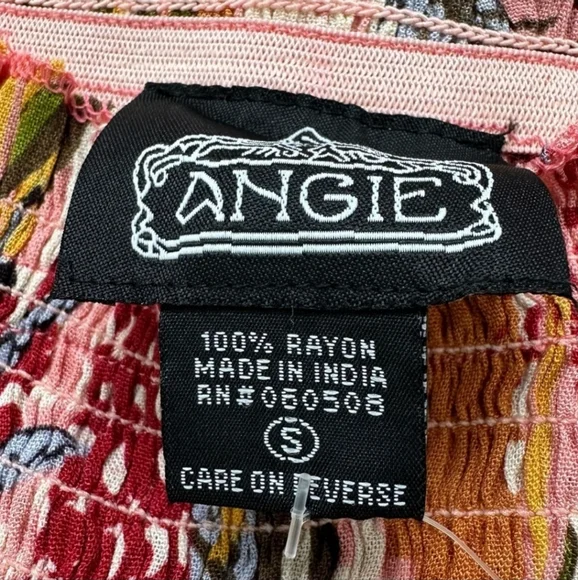 ANGIE
100% RAYON
MADE IN INDIA
RN#060508
S
CARE ON REVERSE